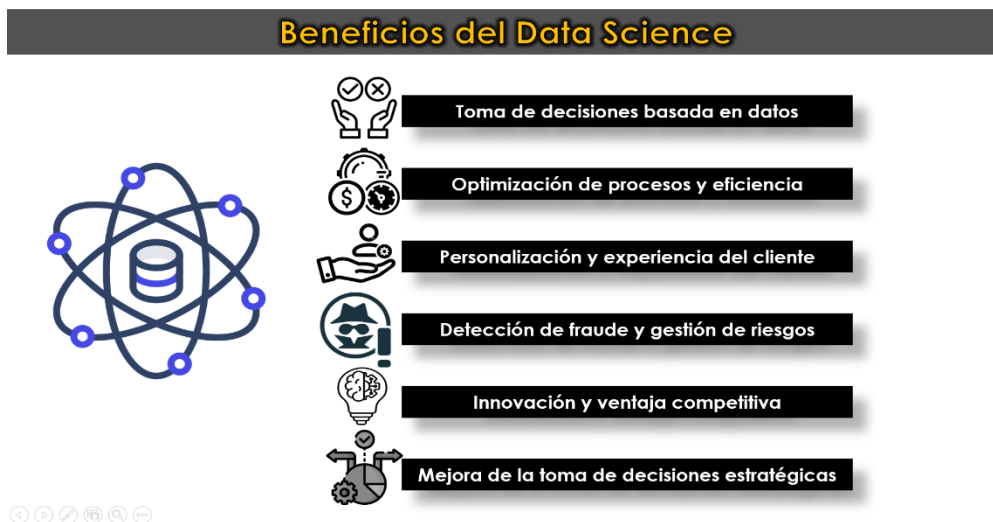 Beneficios del Data Science
Toma de decisiones basada en datos
Optimización de procesos y eficiencia
Personalización y experiencia del cliente
Detección de fraude y gestión de riesgos
Innovación y ventaja competitiva
Mejora de la toma de decisiones estratégicas